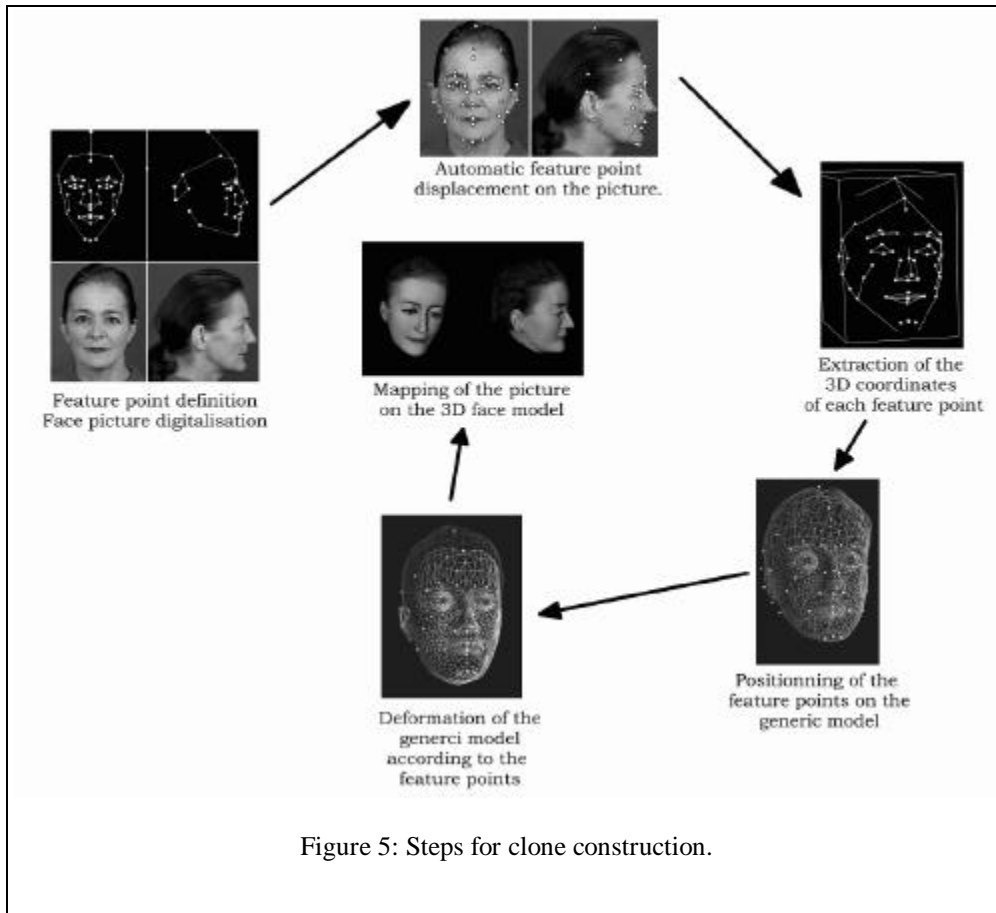 Automatic feature point
displacement on the picture.
Feature point definition
Face picture digitalisation
Mapping of the picture
on the 3D face model
Extraction of the
3D coordinates
of each feature point
Positionning of the
feature points on the
generic model
Deformation of the
generci model
according to the
feature points
Figure 5: Steps for clone construction.